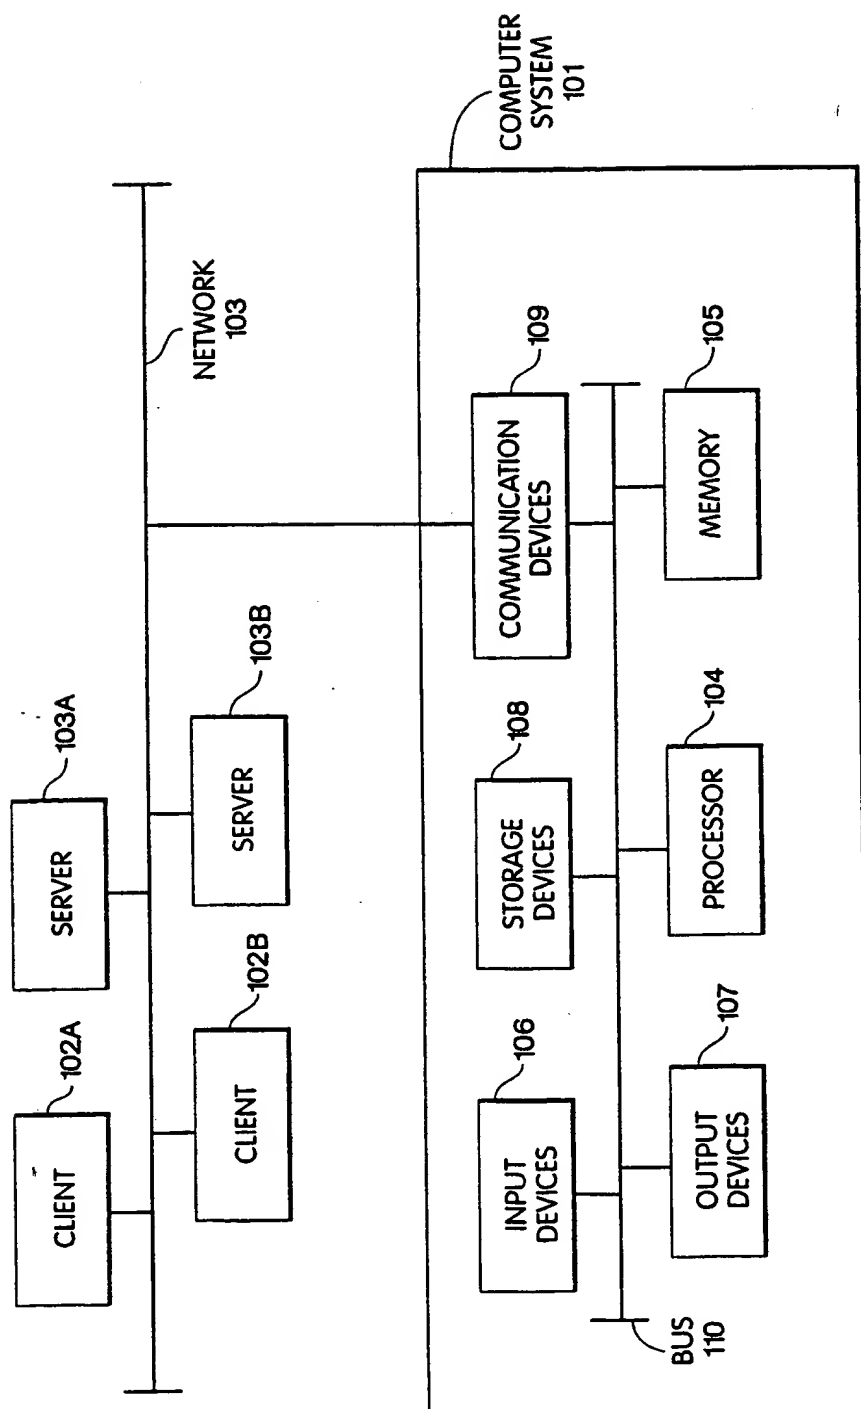 CLIENT
102A
SERVER
103A
CLIENT
102B
SERVER
103B
NETWORK
103
COMPUTER
SYSTEM
101
INPUT
DEVICES
106
STORAGE
DEVICES
108
COMMUNICATION
DEVICES
109
BUS
110
OUTPUT
DEVICES
107
PROCESSOR
104
MEMORY
105